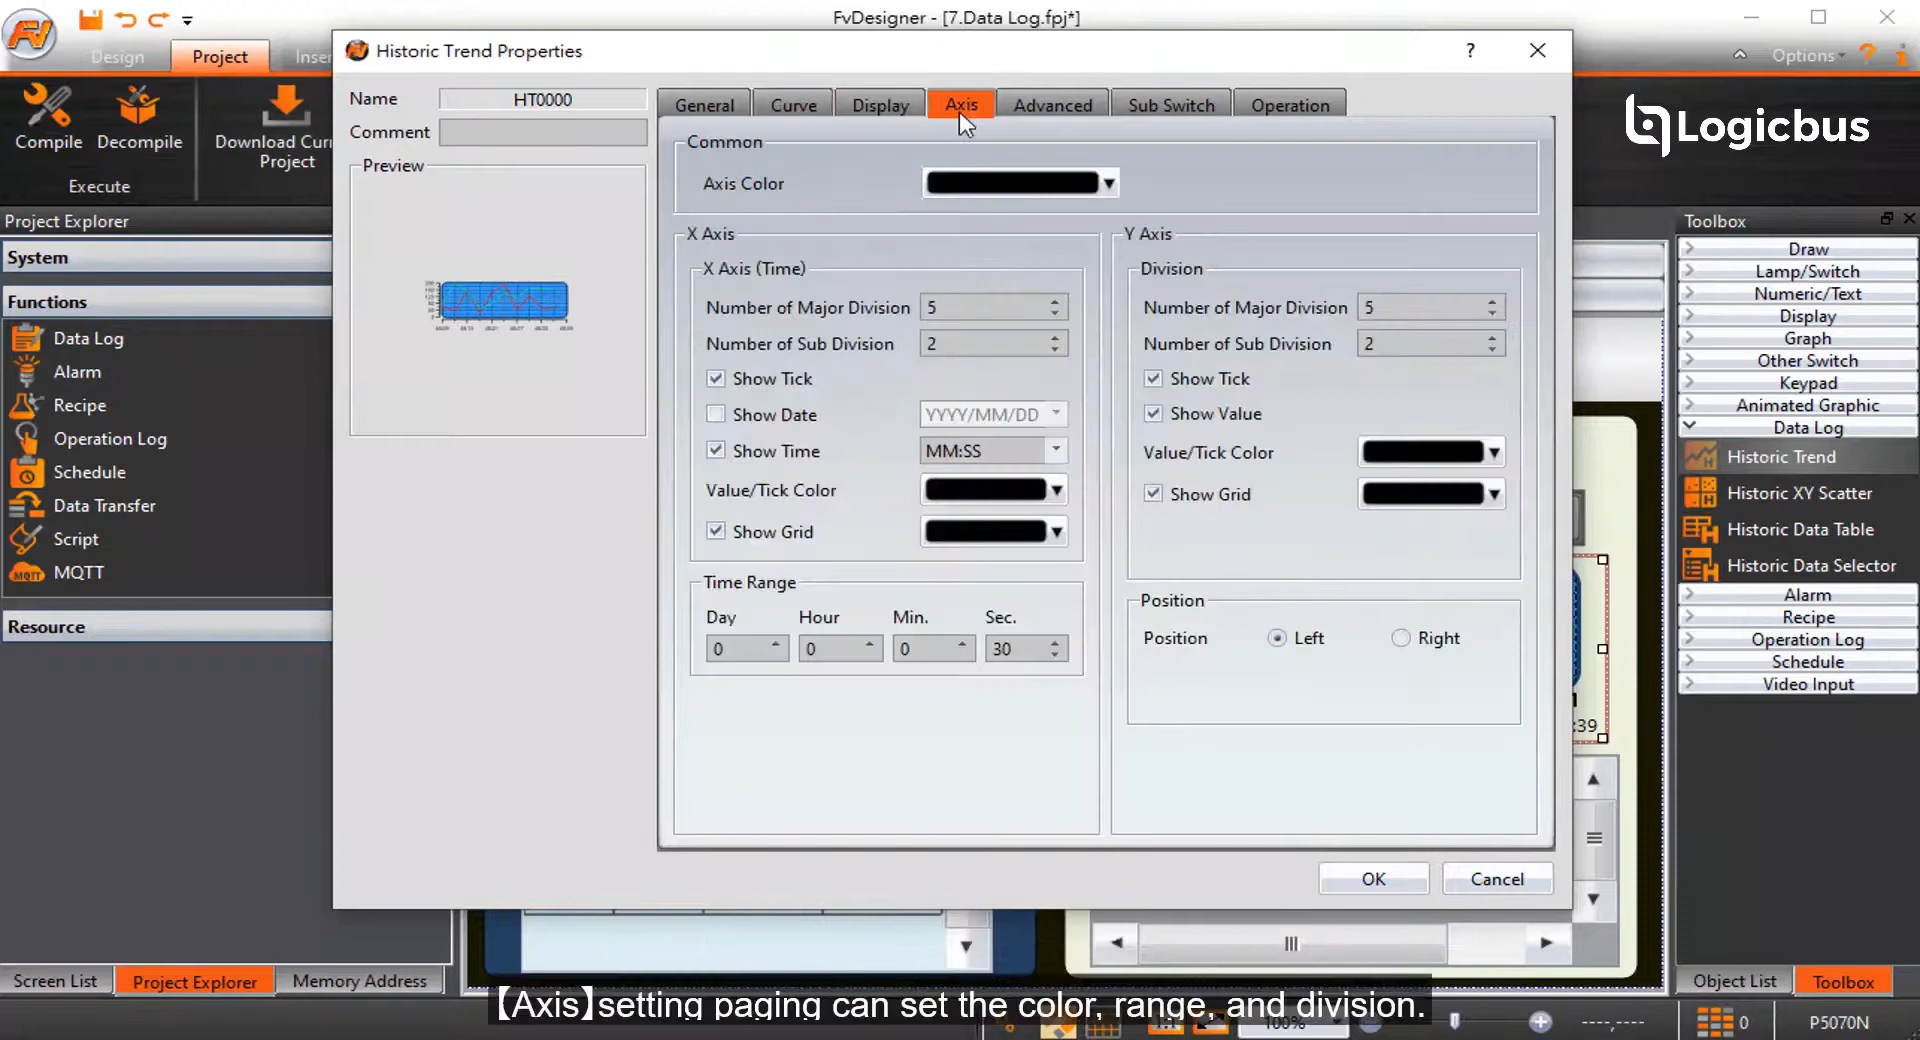 FvDesigner - [7.Data Log.fpj*]
Design
Project
Inser
Options
Compile
Decompile
Download Curr
Project
Execute
Logicbus
Historic Trend Properties
?
Name
HT0000
Comment
Preview
General
Curve
Display
Axis
Advanced
Sub Switch
Operation
Common
Axis Color
X Axis
X Axis (Time)
Number of Major Division
5
Number of Sub Division
2
Show Tick
Show Date
YYYY/MM/DD
Show Time
MM:SS
Value/Tick Color
Show Grid
Time Range
Day
Hour
Min.
Sec.
0
0
0
30
Y Axis
Division
Number of Major Division
5
Number of Sub Division
2
Show Tick
Show Value
Value/Tick Color
Show Grid
Position
Position
Left
Right
OK
Cancel
Project Explorer
System
Functions
Data Log
Alarm
Recipe
Operation Log
Schedule
Data Transfer
Script
MQTT
MQTT
Resource
Screen List
Project Explorer
Memory Address
:39
Toolbox
Draw
Lamp/Switch
Numeric/Text
Display
Graph
Other Switch
Keypad
Animated Graphic
Data Log
Historic Trend
Historic XY Scatter
Historic Data Table
Historic Data Selector
Alarm
Recipe
Operation Log
Schedule
Video Input
Object List
Toolbox
【Axis】setting paging can set the color, range, and division.
1:1
100%
----,----
0
P5070N